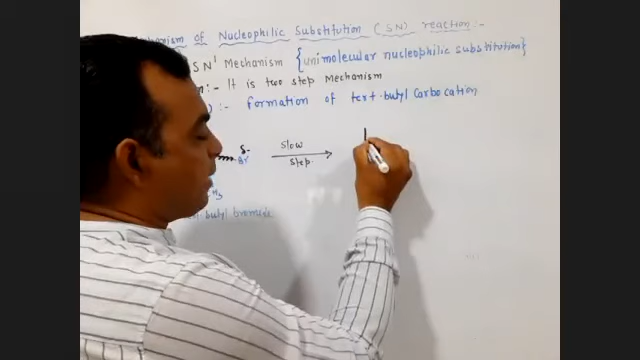 of Nucleophilic Substitution (SN) reaction :-
SN¹ Mechanism {unimolecular nucleophilic substitution}
:- It is two step Mechanism
:- Formation of tert-butyl Carbocation
δ-
Br
slow
step.
butyl bromide